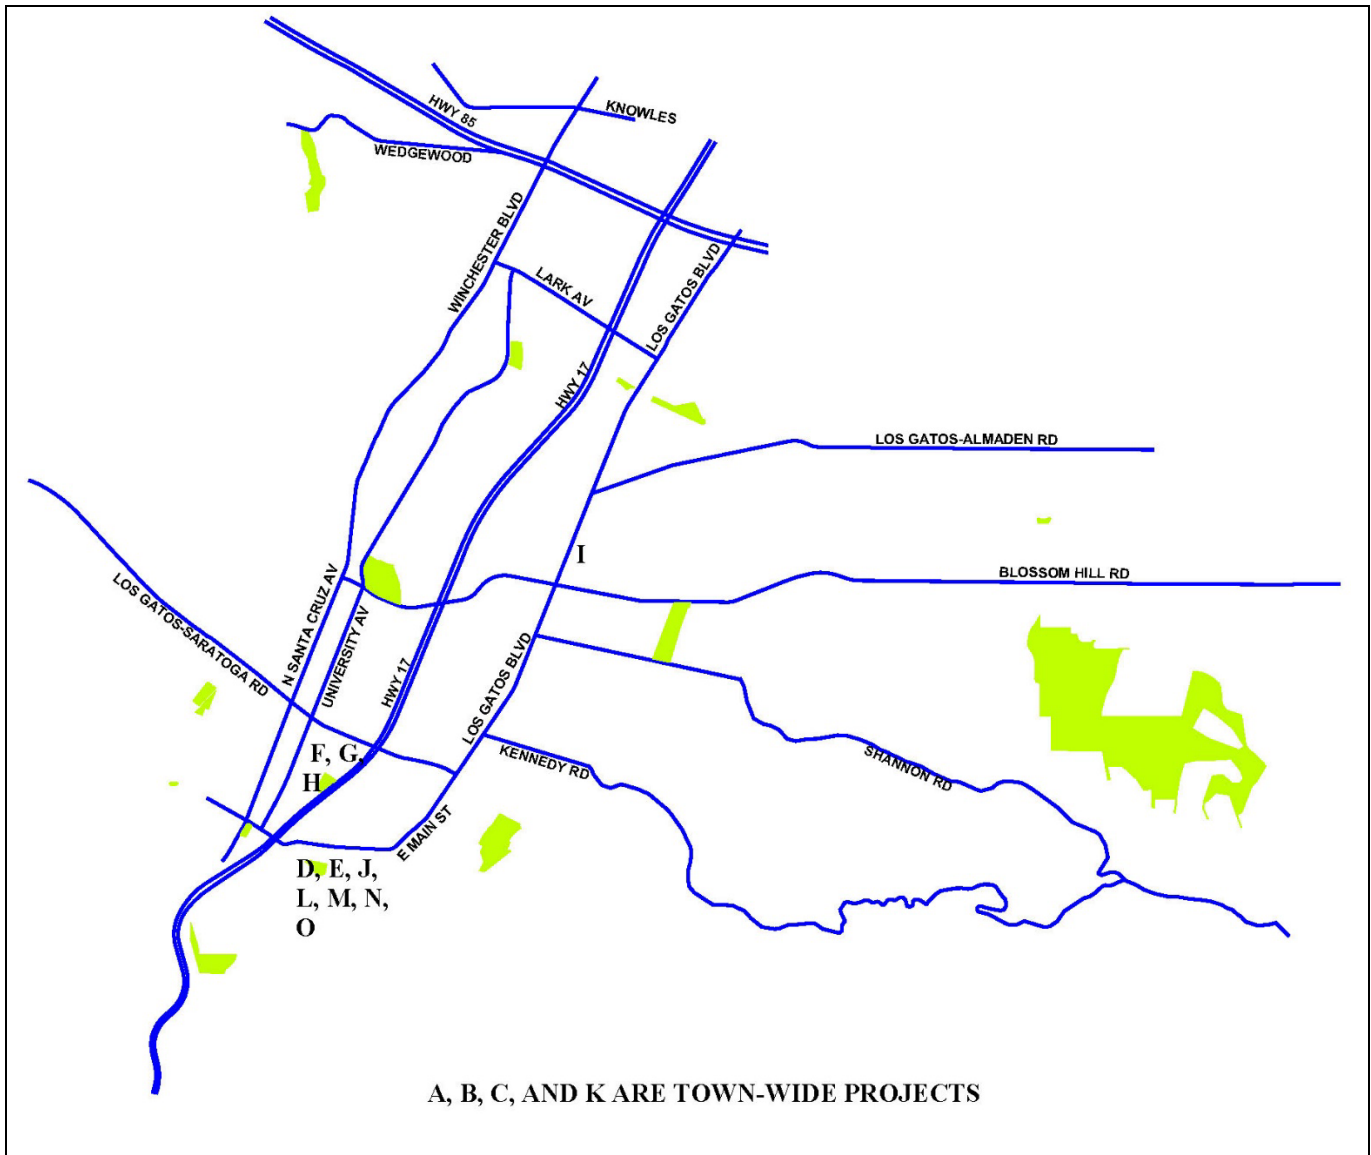 KNOWLES
HWY 85
WEDGEWOOD
WINCHESTER BLVD
LARK AV
LOS GATOS BLVD
HWY 17
LOS GATOS-ALMADEN RD
I
BLOSSOM HILL RD
LOS GATOS-SARATOGA RD
N SANTA CRUZ AV
UNIVERSITY AV
HWY 17
LOS GATOS BLVD
KENNEDY RD
SHANNON RD
F, G,
H
E MAIN ST
D, E, J,
L, M, N,
O
A, B, C, AND K ARE TOWN-WIDE PROJECTS